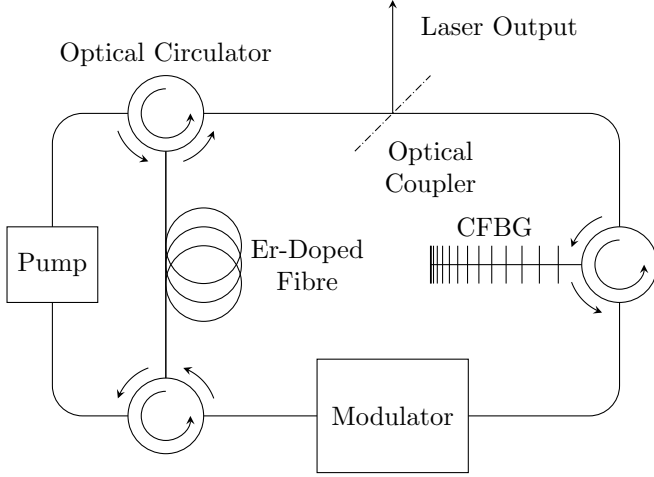 Laser Output
Optical Circulator
Optical
Coupler
CFBG
Er-Doped
Fibre
Pump
Modulator